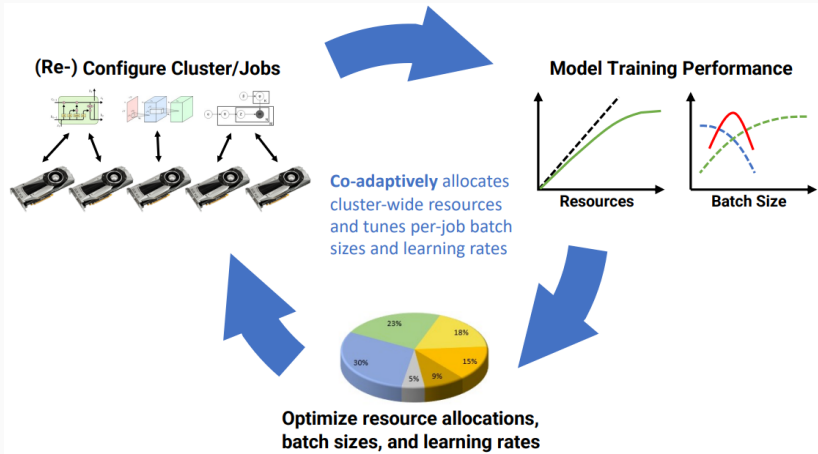 (Re-) Configure Cluster/Jobs
Model Training Performance
Resources
Batch Size
Co-adaptively allocates
cluster-wide resources
and tunes per-job batch
sizes and learning rates
23%
18%
15%
9%
5%
30%
Optimize resource allocations,
batch sizes, and learning rates